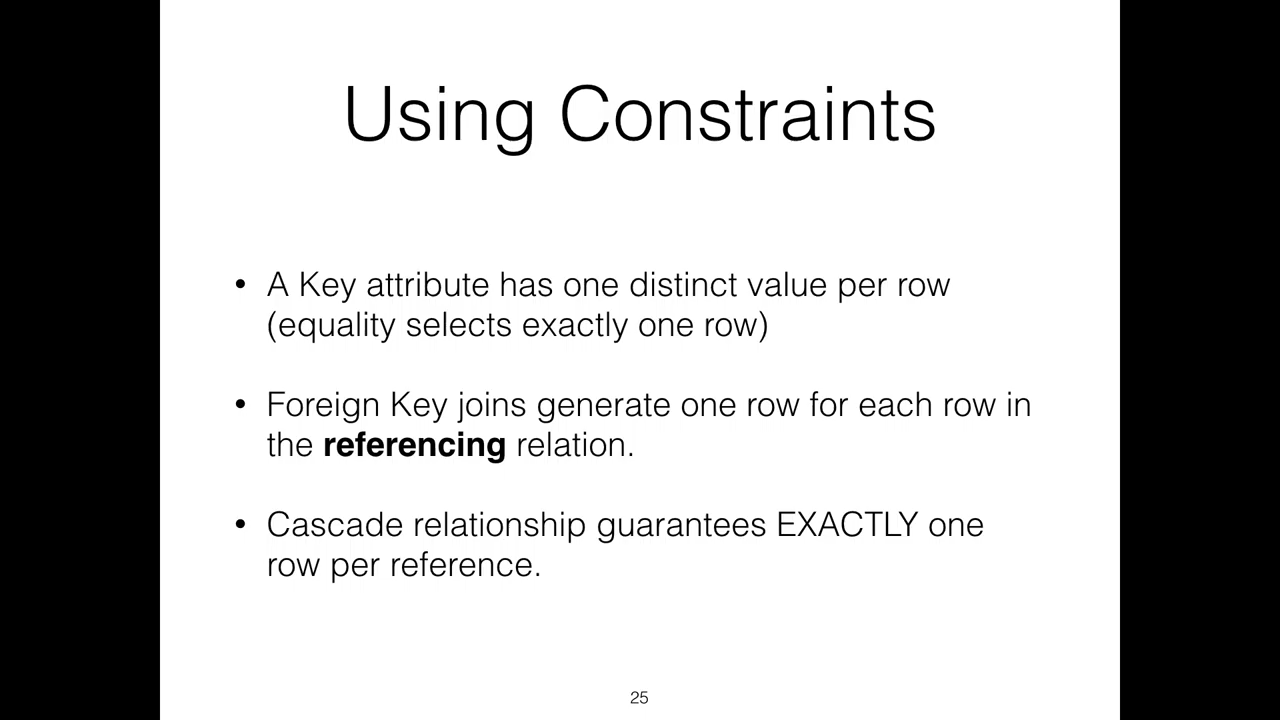 Using Constraints
• A Key attribute has one distinct value per row
(equality selects exactly one row)
• Foreign Key joins generate one row for each row in
the referencing relation.
• Cascade relationship guarantees EXACTLY one
row per reference.
25